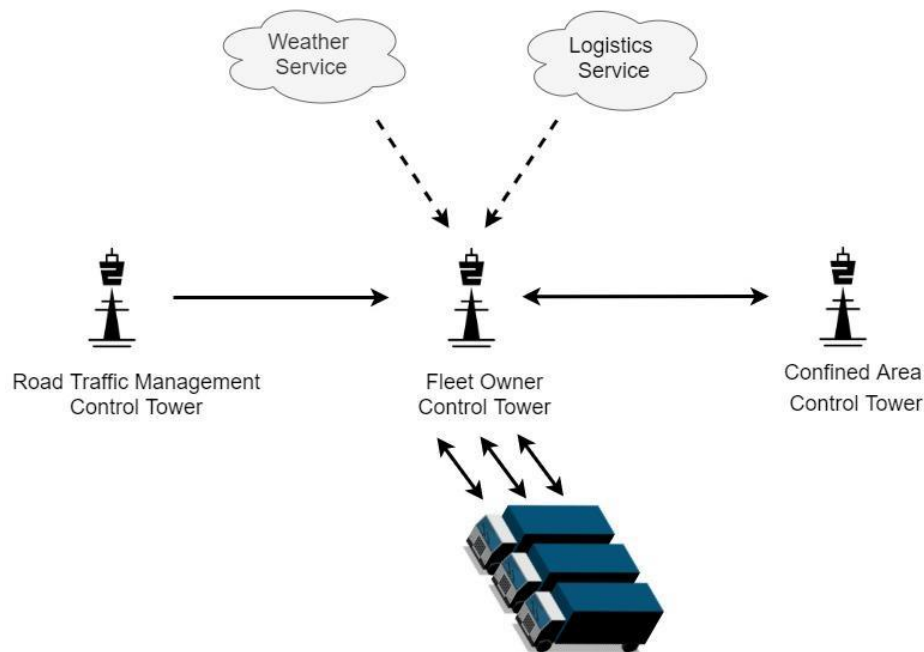 Weather
Service
Logistics
Service
Road Traffic Management
Control Tower
Fleet Owner
Control Tower
Confined Area
Control Tower